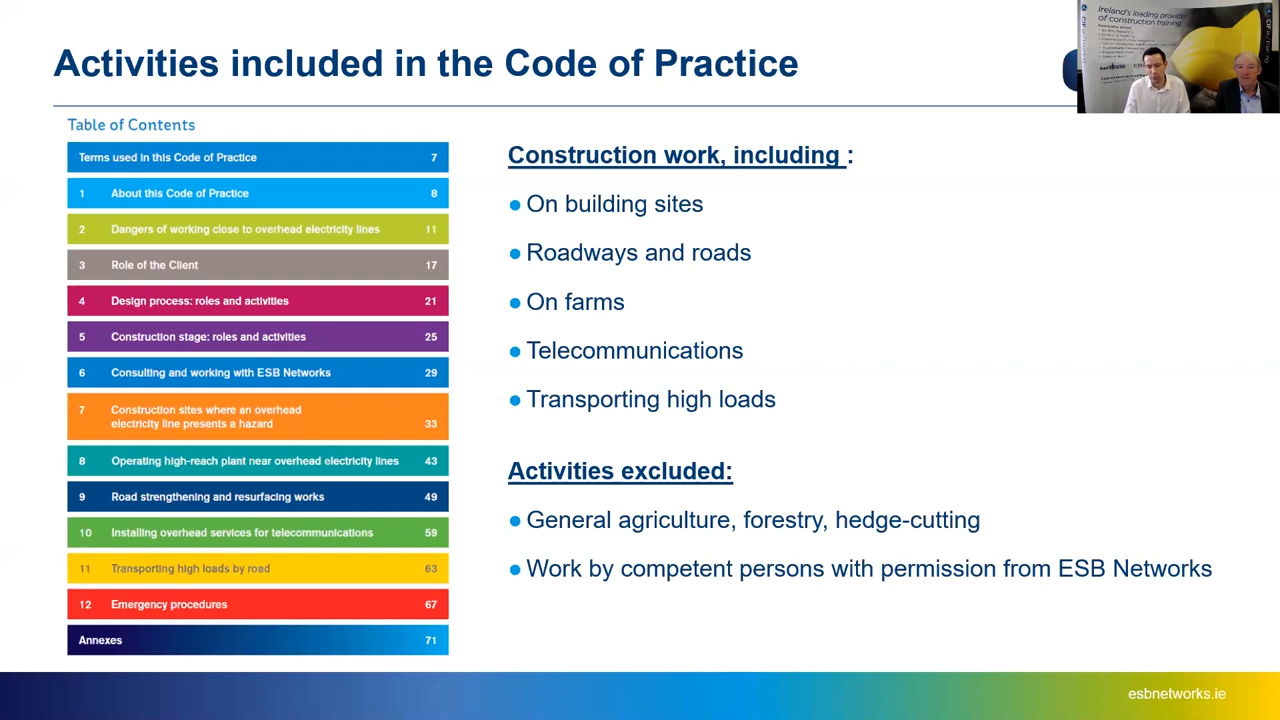 Activities included in the Code of Practice
Ireland's leading provider
of construction training
Table of Contents
Terms used in this Code of Practice 7
1 About this Code of Practice 8
2 Dangers of working close to overhead electricity lines 11
3 Role of the Client 17
4 Design process: roles and activities 21
5 Construction stage: roles and activities 25
6 Consulting and working with ESB Networks 29
7 Construction sites where an overhead
electricity line presents a hazard 33
8 Operating high-reach plant near overhead electricity lines 43
9 Road strengthening and resurfacing works 49
10 Installing overhead services for telecommunications 59
11 Transporting high loads by road 63
12 Emergency procedures 67
Annexes 71
Construction work, including :
● On building sites
● Roadways and roads
● On farms
● Telecommunications
● Transporting high loads
Activities excluded:
● General agriculture, forestry, hedge-cutting
● Work by competent persons with permission from ESB Networks
esbnetworks.ie